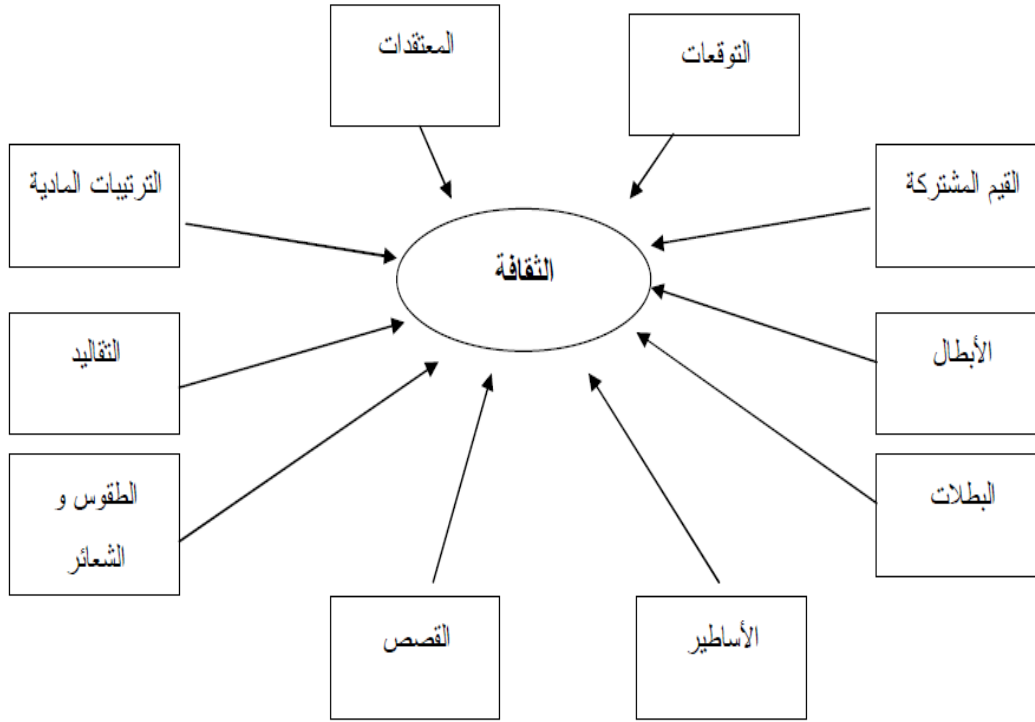 المعتقدات
التوقعات
الترتيبات المادية
القيم المشتركة
الثقافة
التقاليد
الأبطال
الطقوس و
الشعائر
البطلات
القصص
الأساطير